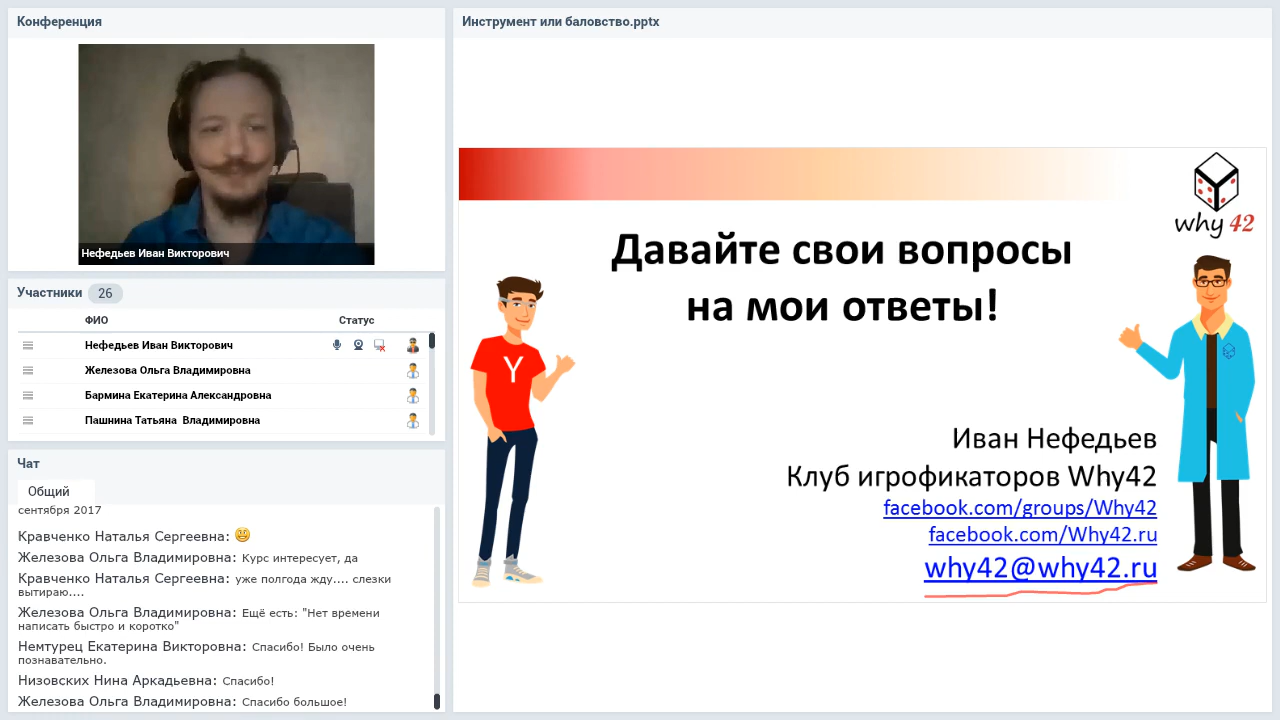 Конференция
Нефедьев Иван Викторович
Участники 26
ФИО Статус
Нефедьев Иван Викторович
Железова Ольга Владимировна
Бармина Екатерина Александровна
Пашнина Татьяна Владимировна
Чат
Общий
сентября 2017
Кравченко Наталья Сергеевна:
Железова Ольга Владимировна: Курс интересует, да
Кравченко Наталья Сергеевна: уже полгода жду.... слезки
вытираю....
Железова Ольга Владимировна: Ещё есть: "Нет времени
написать быстро и коротко"
Немтурец Екатерина Викторовна: Спасибо! Было очень
познавательно.
Низовских Нина Аркадьевна: Спасибо!
Железова Ольга Владимировна: Спасибо большое!
Инструмент или баловство.pptx
why 42
Давайте свои вопросы
на мои ответы!
Y
Иван Нефедьев
Клуб игрофикаторов Why42
facebook.com/groups/Why42
facebook.com/Why42.ru
why42@why42.ru